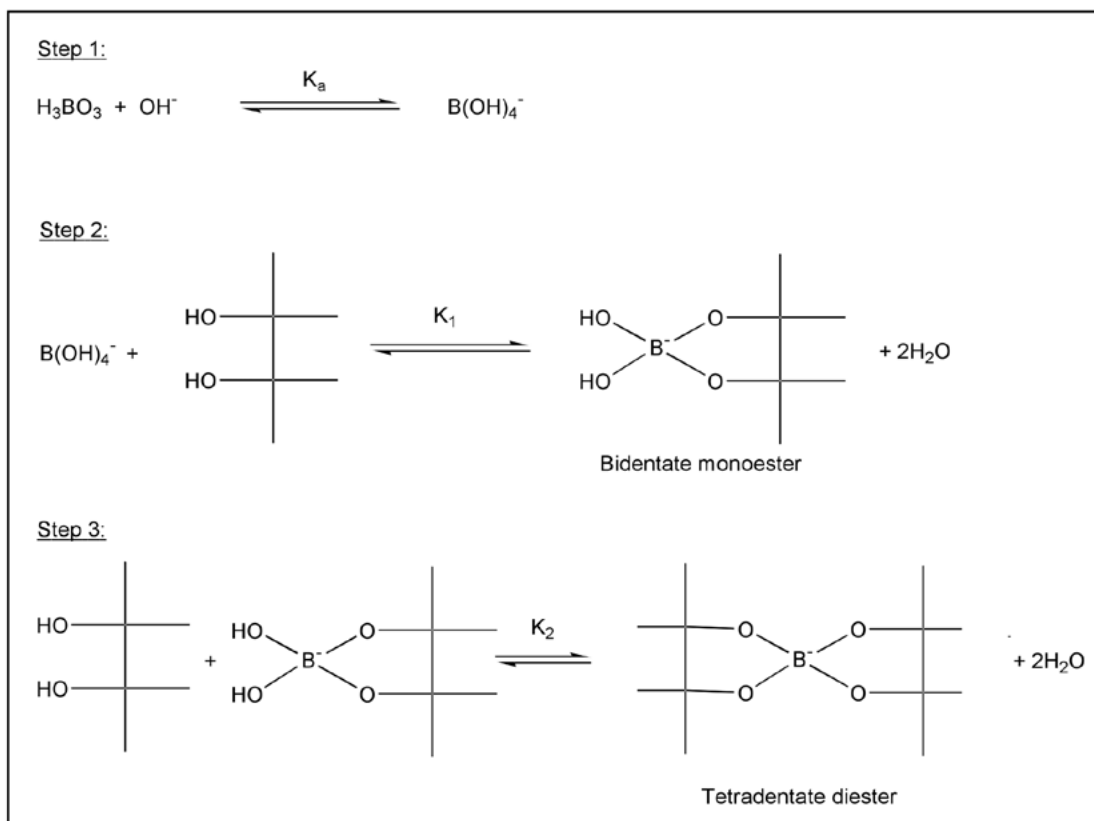 Step 1:
Kₐ
H₃BO₃ + OH⁻ B(OH)₄⁻
Step 2:
HO
K₁
HO
O
B(OH)₄⁻ +
B⁻
+ 2H₂O
HO
HO
O
Bidentate monoester
Step 3:
HO
HO
O
K₂
O
O
+
B⁻
B⁻
+ 2H₂O
HO
HO
O
O
O
Tetradentate diester